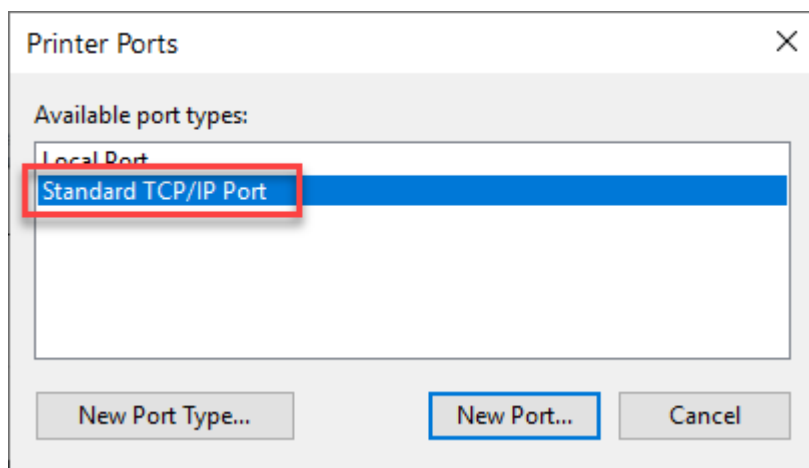 Printer Ports
Available port types:
Local Port
Standard TCP/IP Port
New Port Type...
New Port...
Cancel